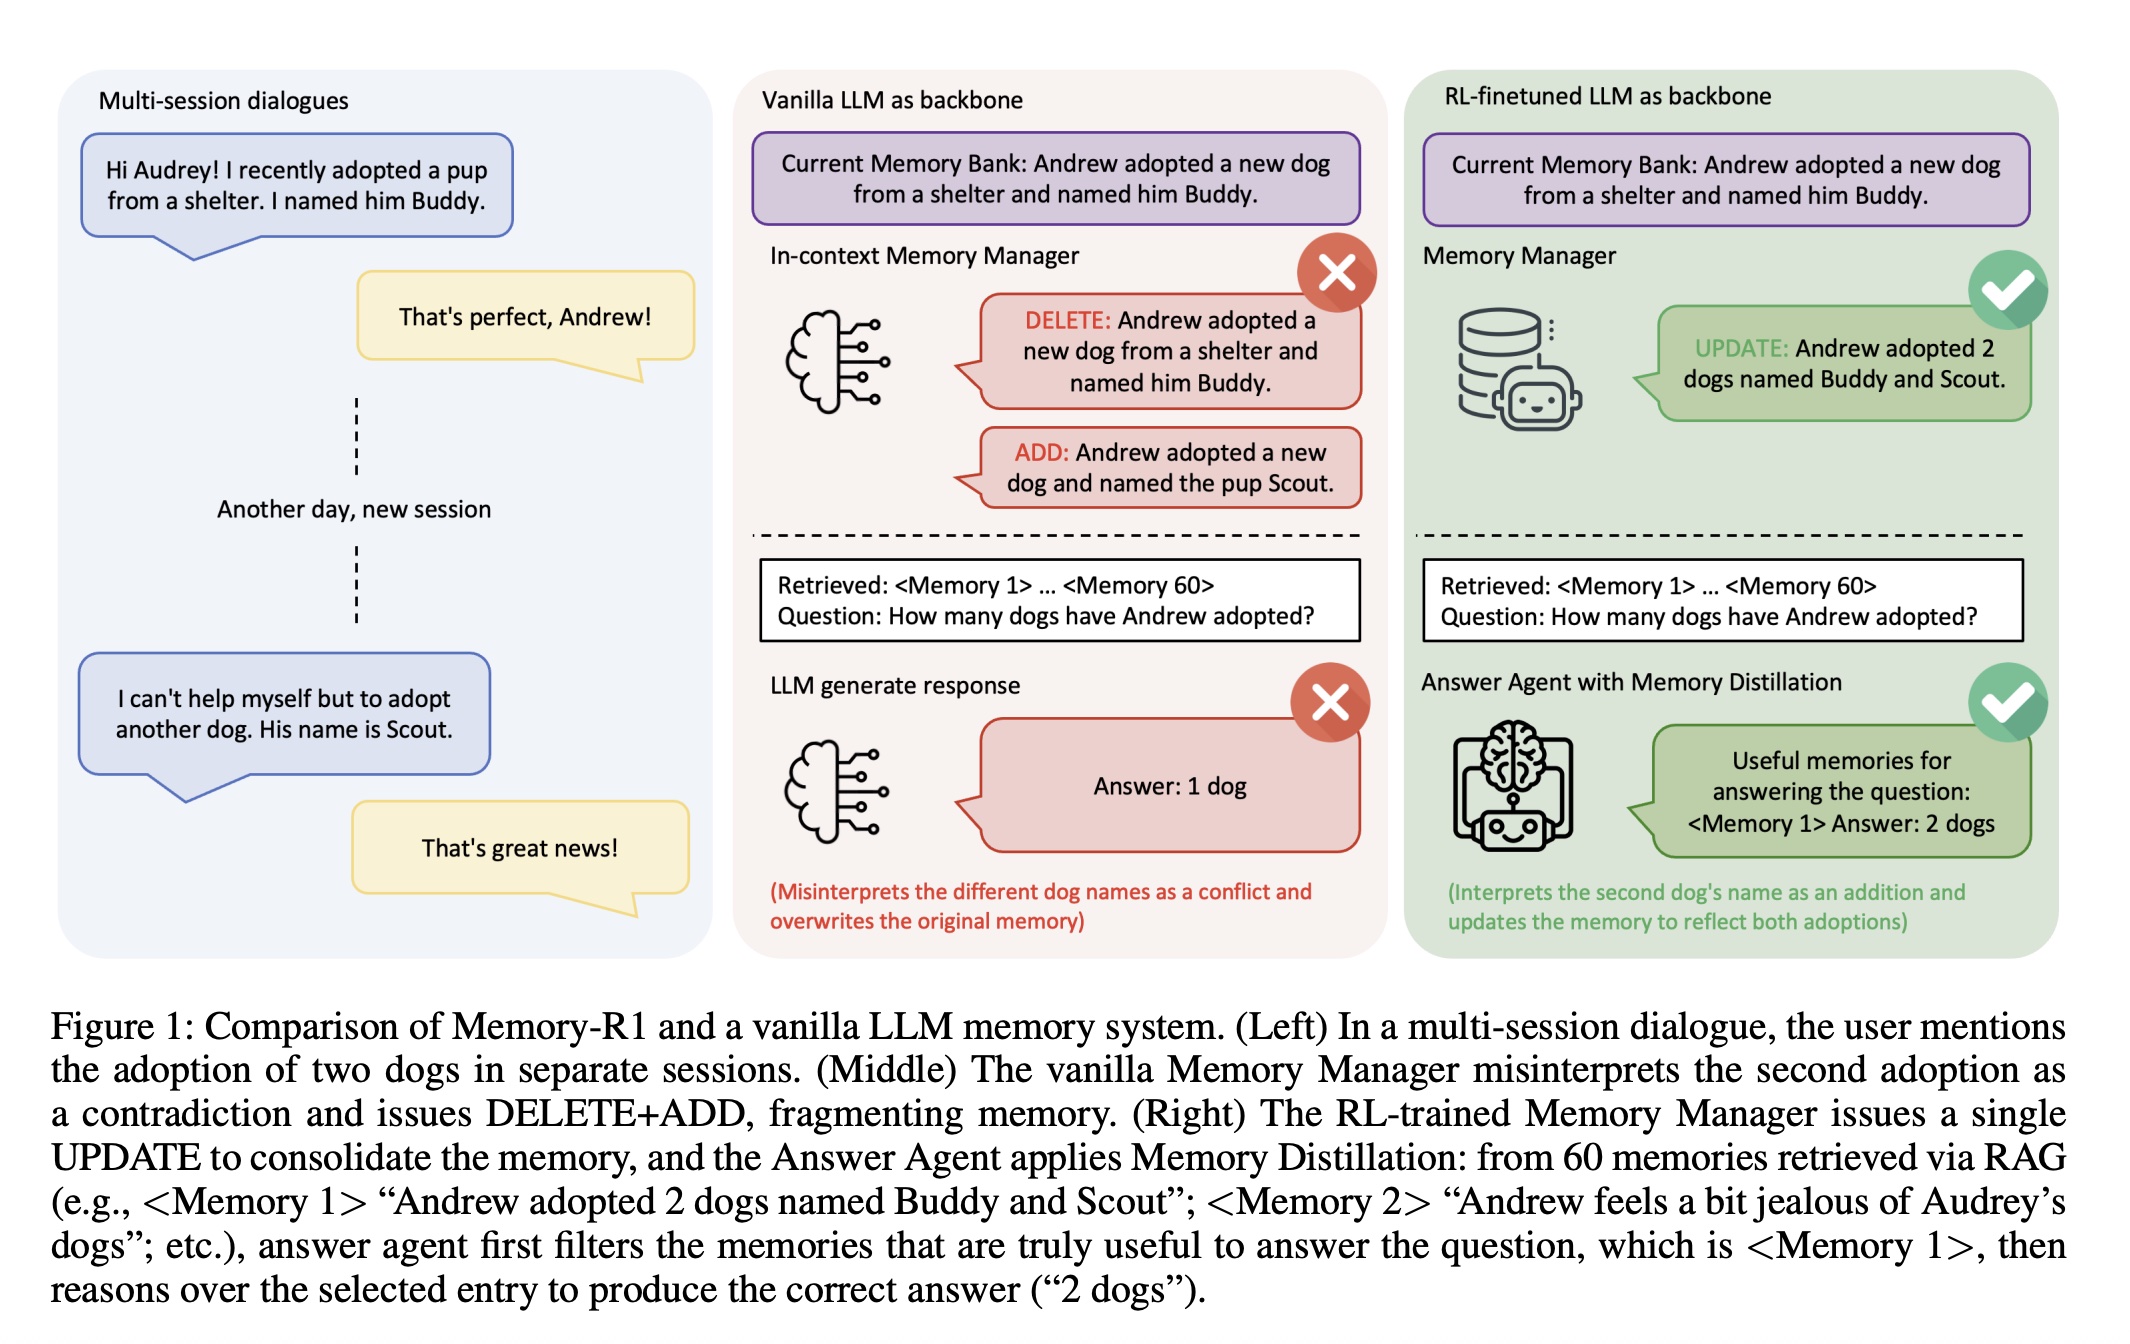 Multi-session dialogues
Hi Audrey! I recently adopted a pup
from a shelter. I named him Buddy.
That's perfect, Andrew!
Another day, new session
I can't help myself but to adopt
another dog. His name is Scout.
That's great news!
Vanilla LLM as backbone
Current Memory Bank: Andrew adopted a new dog
from a shelter and named him Buddy.
In-context Memory Manager
DELETE: Andrew adopted a
new dog from a shelter and
named him Buddy.
ADD: Andrew adopted a new
dog and named the pup Scout.
Retrieved: <Memory 1> ... <Memory 60>
Question: How many dogs have Andrew adopted?
LLM generate response
Answer: 1 dog
(Misinterprets the different dog names as a conflict and
overwrites the original memory)
RL-finetuned LLM as backbone
Current Memory Bank: Andrew adopted a new dog
from a shelter and named him Buddy.
Memory Manager
UPDATE: Andrew adopted 2
dogs named Buddy and Scout.
Retrieved: <Memory 1> ... <Memory 60>
Question: How many dogs have Andrew adopted?
Answer Agent with Memory Distillation
Useful memories for
answering the question:
<Memory 1> Answer: 2 dogs
(Interprets the second dog's name as an addition and
updates the memory to reflect both adoptions)
Figure 1: Comparison of Memory-R1 and a vanilla LLM memory system. (Left) In a multi-session dialogue, the user mentions
the adoption of two dogs in separate sessions. (Middle) The vanilla Memory Manager misinterprets the second adoption as
a contradiction and issues DELETE+ADD, fragmenting memory. (Right) The RL-trained Memory Manager issues a single
UPDATE to consolidate the memory, and the Answer Agent applies Memory Distillation: from 60 memories retrieved via RAG
(e.g., <Memory 1> “Andrew adopted 2 dogs named Buddy and Scout”; <Memory 2> “Andrew feels a bit jealous of Audrey’s
dogs”; etc.), answer agent first filters the memories that are truly useful to answer the question, which is <Memory 1>, then
reasons over the selected entry to produce the correct answer (“2 dogs”).